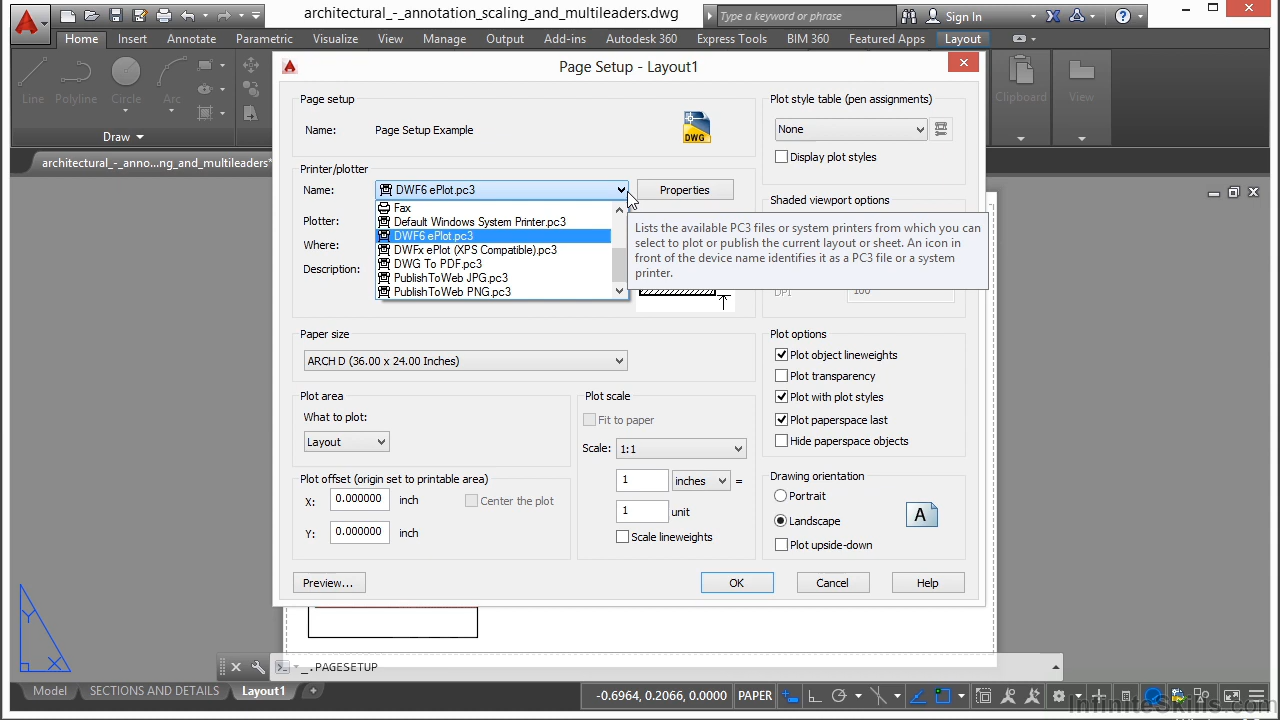 architectural_-_annotation_scaling_and_multileaders.dwg
Type a keyword or phrase
Sign In
Home
Insert
Annotate
Parametric
Visualize
View
Manage
Output
Add-ins
Autodesk 360
Express Tools
BIM 360
Featured Apps
Layout
Line
Polyline
Circle
Arc
Draw
Clipboard
View
architectural_-_anno...ng_and_multileaders*
Page Setup - Layout1
Page setup
Name:
Page Setup Example
DWG
Plot style table (pen assignments)
None
Display plot styles
Printer/plotter
Name:
DWF6 ePlot.pc3
Properties
Plotter:
Where:
Description:
Fax
Default Windows System Printer.pc3
DWF6 ePlot.pc3
DWFx ePlot (XPS Compatible).pc3
DWG To PDF.pc3
PublishToWeb JPG.pc3
PublishToWeb PNG.pc3
Shaded viewport options
Lists the available PC3 files or system printers from which you can
select to plot or publish the current layout or sheet. An icon in
front of the device name identifies it as a PC3 file or a system
printer.
DPI
100
Paper size
ARCH D (36.00 x 24.00 Inches)
Plot options
Plot object lineweights
Plot transparency
Plot with plot styles
Plot paperspace last
Hide paperspace objects
Plot area
What to plot:
Layout
Plot scale
Fit to paper
Scale:
1:1
1
inches
=
1
unit
Scale lineweights
Plot offset (origin set to printable area)
X:
0.000000
inch
Center the plot
Y:
0.000000
inch
Drawing orientation
Portrait
Landscape
A
Plot upside-down
Preview...
OK
Cancel
Help
Y
X
_.PAGESETUP
Model
SECTIONS AND DETAILS
Layout1
-0.6964, 0.2066, 0.0000
PAPER
InfiniteSkills.com